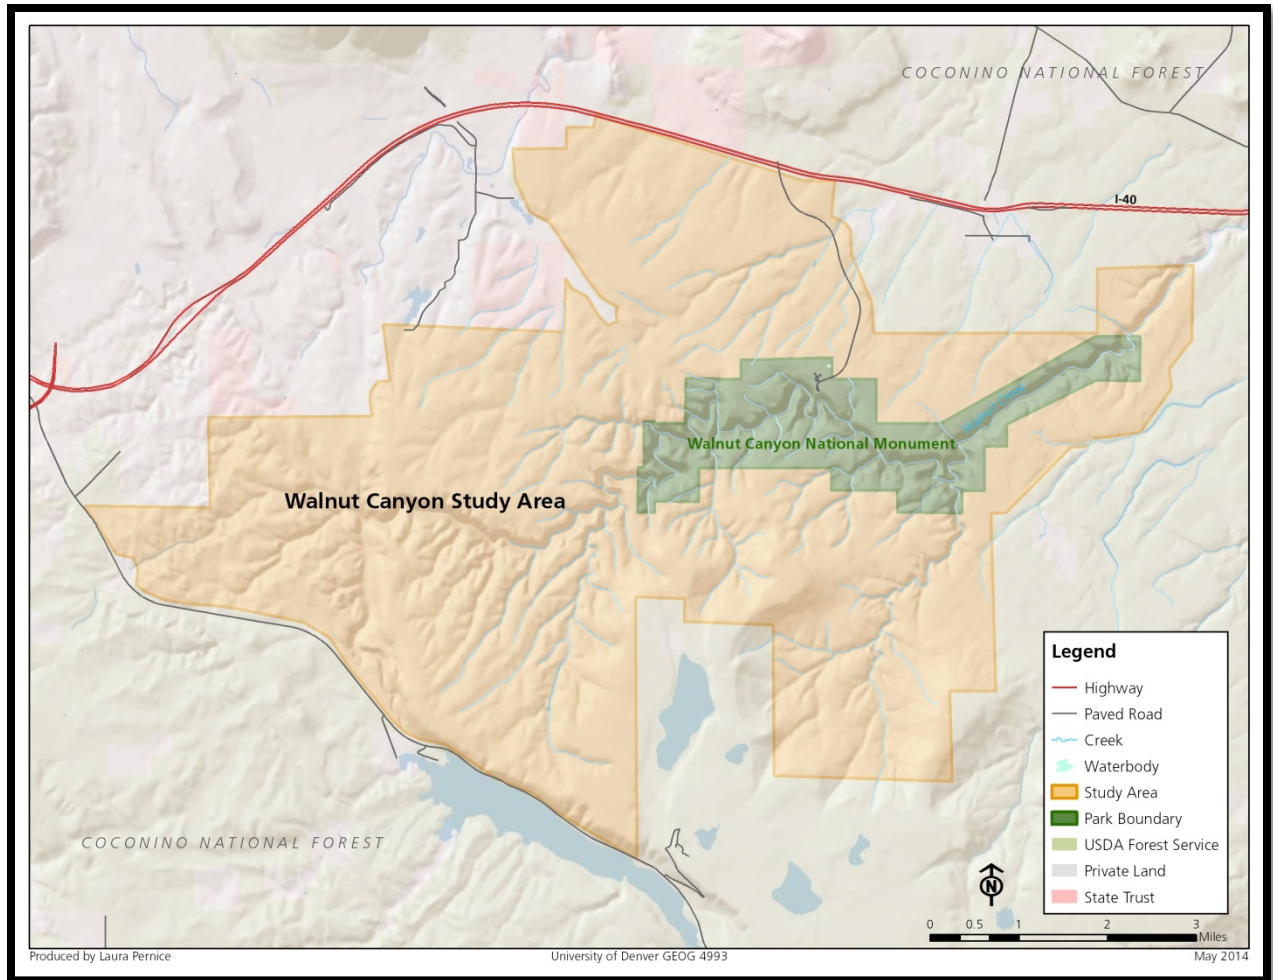 COCONINO NATIONAL FOREST
I-40
Walnut Canyon National Monument
Walnut Canyon Study Area
COCONINO NATIONAL FOREST
Legend
Highway
Paved Road
Creek
Waterbody
Study Area
Park Boundary
USDA Forest Service
Private Land
State Trust
N
0 0.5 1 2 3
Miles
Produced by Laura Pernice
University of Denver GEOG 4993
May 2014